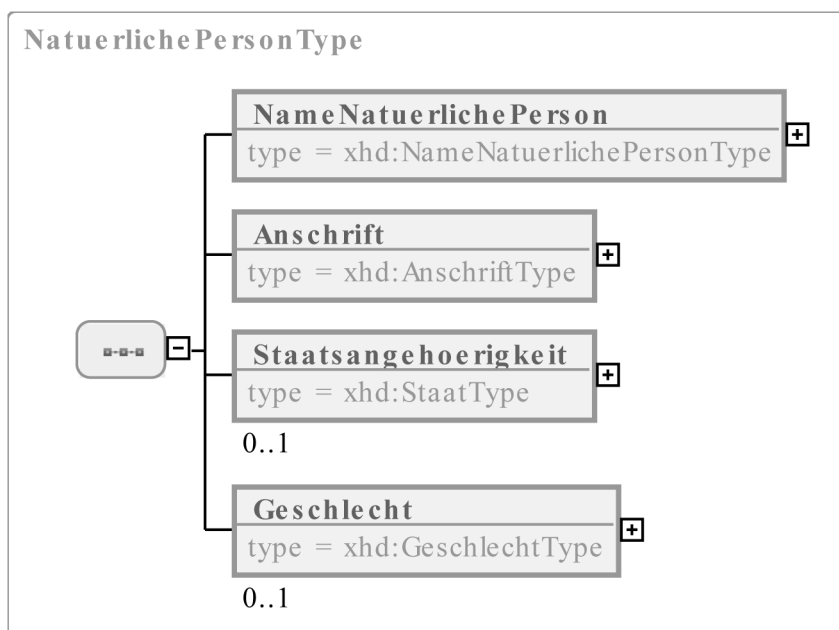 NatuerlichePersonType
NameNatuerlichePerson
type = xhd:NameNatuerlichePersonType
Anschrift
type = xhd:AnschriftType
Staatsangehoerigkeit
type = xhd:StaatType
0..1
Geschlecht
type = xhd:GeschlechtType
0..1